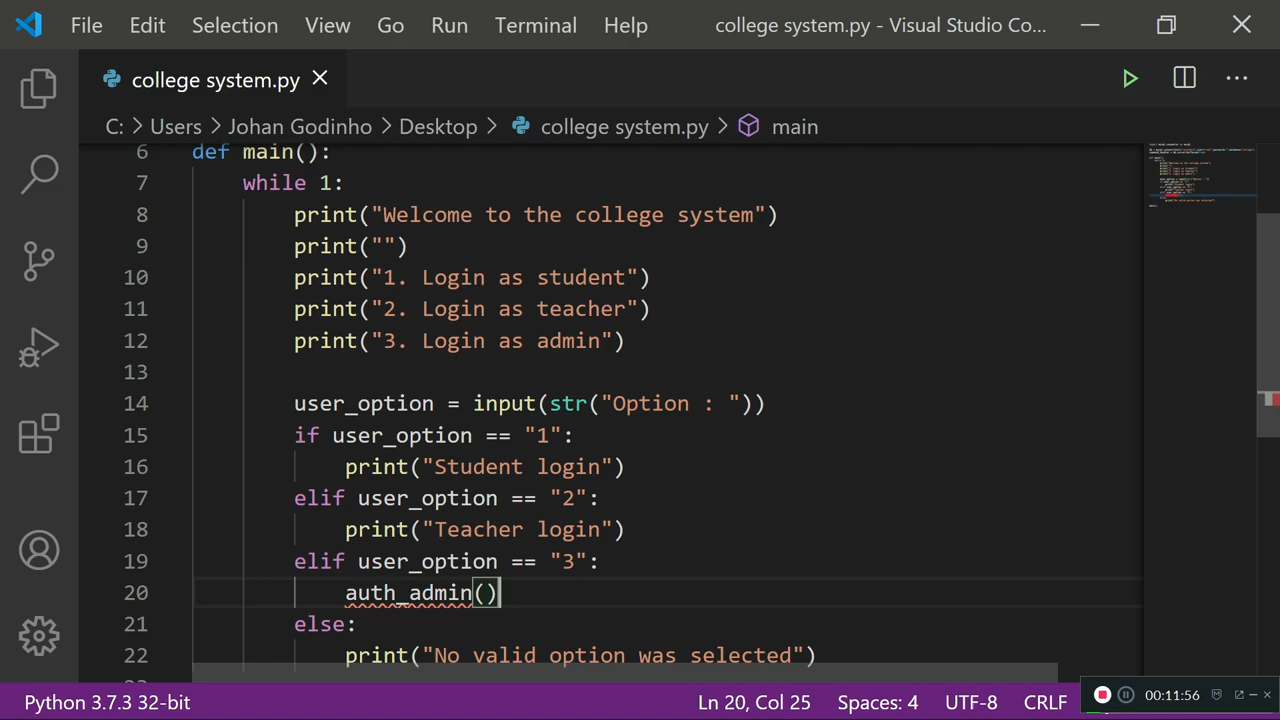 File Edit Selection View Go Run Terminal Help college system.py - Visual Studio Co...
college system.py
C: > Users > Johan Godinho > Desktop > college system.py > main
6 def main():
7 while 1:
8 print("Welcome to the college system")
9 print("")
10 print("1. Login as student")
11 print("2. Login as teacher")
12 print("3. Login as admin")
13
14 user_option = input(str("Option : "))
15 if user_option == "1":
16 print("Student login")
17 elif user_option == "2":
18 print("Teacher login")
19 elif user_option == "3":
20 auth_admin()
21 else:
22 print("No valid option was selected")
Python 3.7.3 32-bit Ln 20, Col 25 Spaces: 4 UTF-8 CRLF 00:11:56